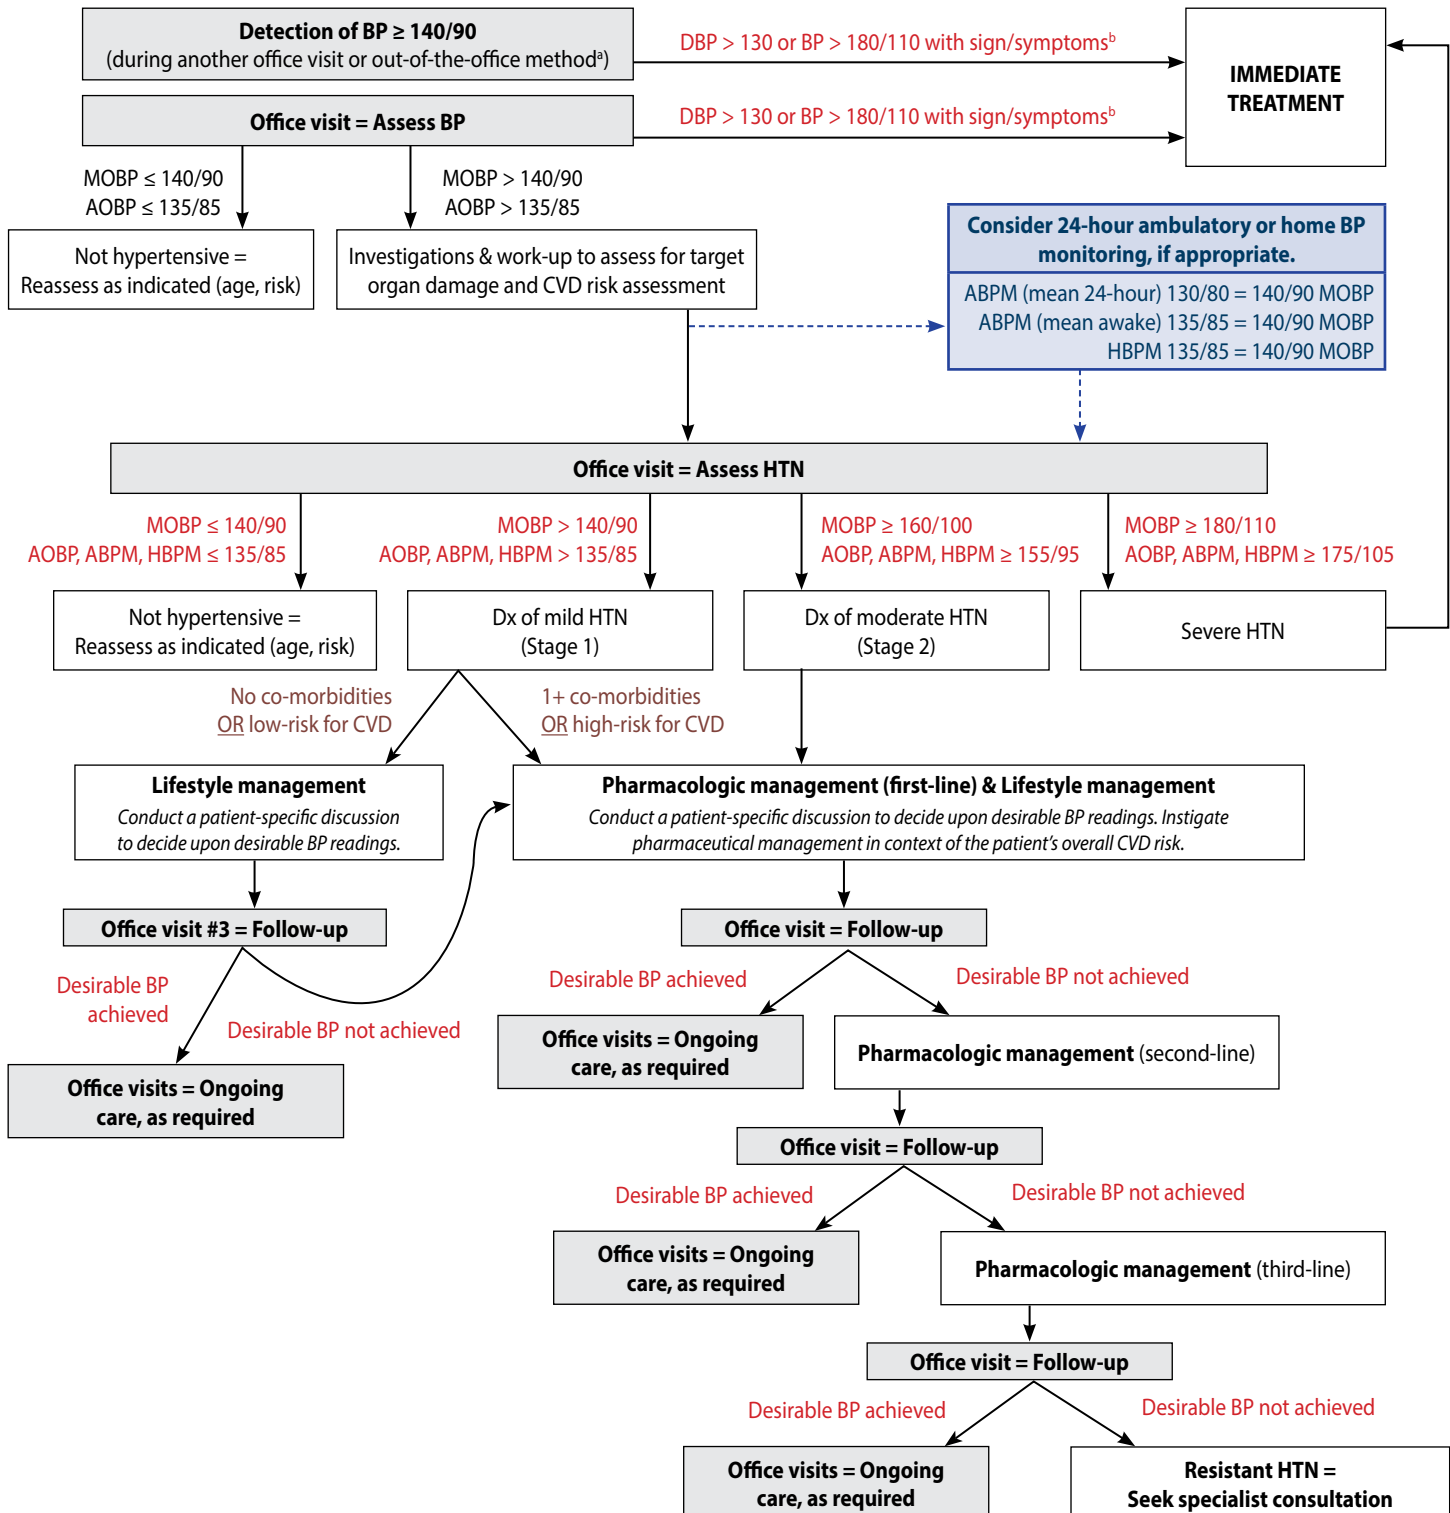 Detection of BP ≥ 140/90
(during another office visit or out-of-the-office methodᵃ)
DBP > 130 or BP > 180/110 with sign/symptomsᵇ
IMMEDIATE
TREATMENT
Office visit = Assess BP
DBP > 130 or BP > 180/110 with sign/symptomsᵇ
MOBP ≤ 140/90
AOBP ≤ 135/85
MOBP > 140/90
AOBP > 135/85
Not hypertensive =
Reassess as indicated (age, risk)
Investigations & work-up to assess for target
organ damage and CVD risk assessment
Consider 24-hour ambulatory or home BP
monitoring, if appropriate.
ABPM (mean 24-hour) 130/80 = 140/90 MOBP
ABPM (mean awake) 135/85 = 140/90 MOBP
HBPM 135/85 = 140/90 MOBP
Office visit = Assess HTN
MOBP ≤ 140/90
AOBP, ABPM, HBPM ≤ 135/85
MOBP > 140/90
AOBP, ABPM, HBPM > 135/85
MOBP ≥ 160/100
AOBP, ABPM, HBPM ≥ 155/95
MOBP ≥ 180/110
AOBP, ABPM, HBPM ≥ 175/105
Not hypertensive =
Reassess as indicated (age, risk)
Dx of mild HTN
(Stage 1)
Dx of moderate HTN
(Stage 2)
Severe HTN
No co-morbidities
OR low-risk for CVD
1+ co-morbidities
OR high-risk for CVD
Lifestyle management
Conduct a patient-specific discussion
to decide upon desirable BP readings.
Pharmacologic management (first-line) & Lifestyle management
Conduct a patient-specific discussion to decide upon desirable BP readings. Instigate
pharmaceutical management in context of the patient's overall CVD risk.
Office visit #3 = Follow-up
Office visit = Follow-up
Desirable BP
achieved
Desirable BP not achieved
Desirable BP achieved
Desirable BP not achieved
Office visits = Ongoing
care, as required
Office visits = Ongoing
care, as required
Pharmacologic management (second-line)
Office visit = Follow-up
Desirable BP achieved
Desirable BP not achieved
Office visits = Ongoing
care, as required
Pharmacologic management (third-line)
Office visit = Follow-up
Desirable BP achieved
Desirable BP not achieved
Office visits = Ongoing
care, as required
Resistant HTN =
Seek specialist consultation